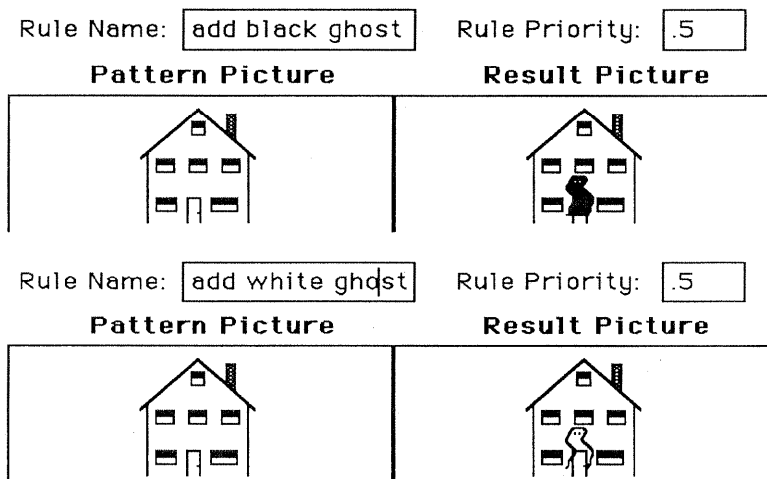 Rule Name: add black ghost Rule Priority: .5
Pattern Picture Result Picture
Rule Name: add white ghost Rule Priority: .5
Pattern Picture Result Picture